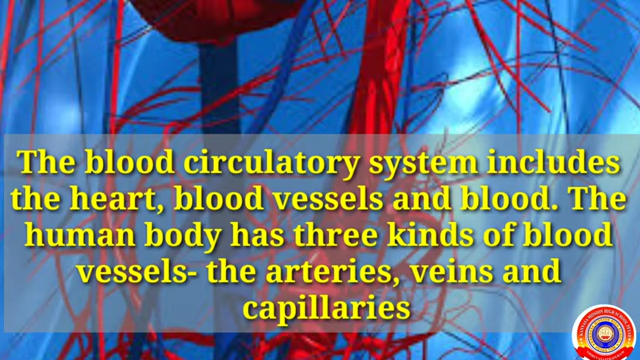 The blood circulatory system includes
the heart, blood vessels and blood. The
human body has three kinds of blood
vessels- the arteries, veins and
capillaries